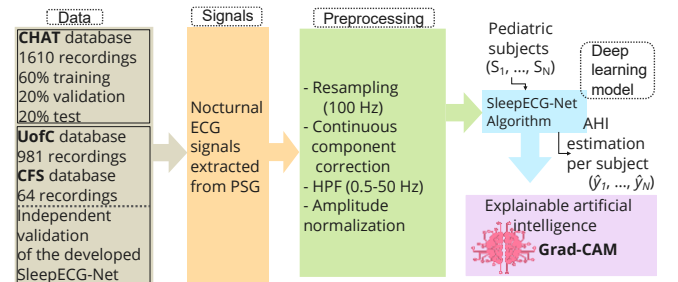 Data
CHAT database
1610 recordings
60% training
20% validation
20% test
UofC database
981 recordings
CFS database
64 recordings
Independent
validation
of the developed
SleepECG-Net
Signals
Nocturnal
ECG
signals
extracted
from PSG
Preprocessing
- Resampling
(100 Hz)
- Continuous
component
correction
- HPF (0.5-50 Hz)
- Amplitude
normalization
Pediatric
subjects
(S₁, ..., S_N)
Deep
learning
model
SleepECG-Net
Algorithm
AHI
estimation
per subject
(ŷ₁, ..., ŷ_N)
Explainable artificial
intelligence
Grad-CAM